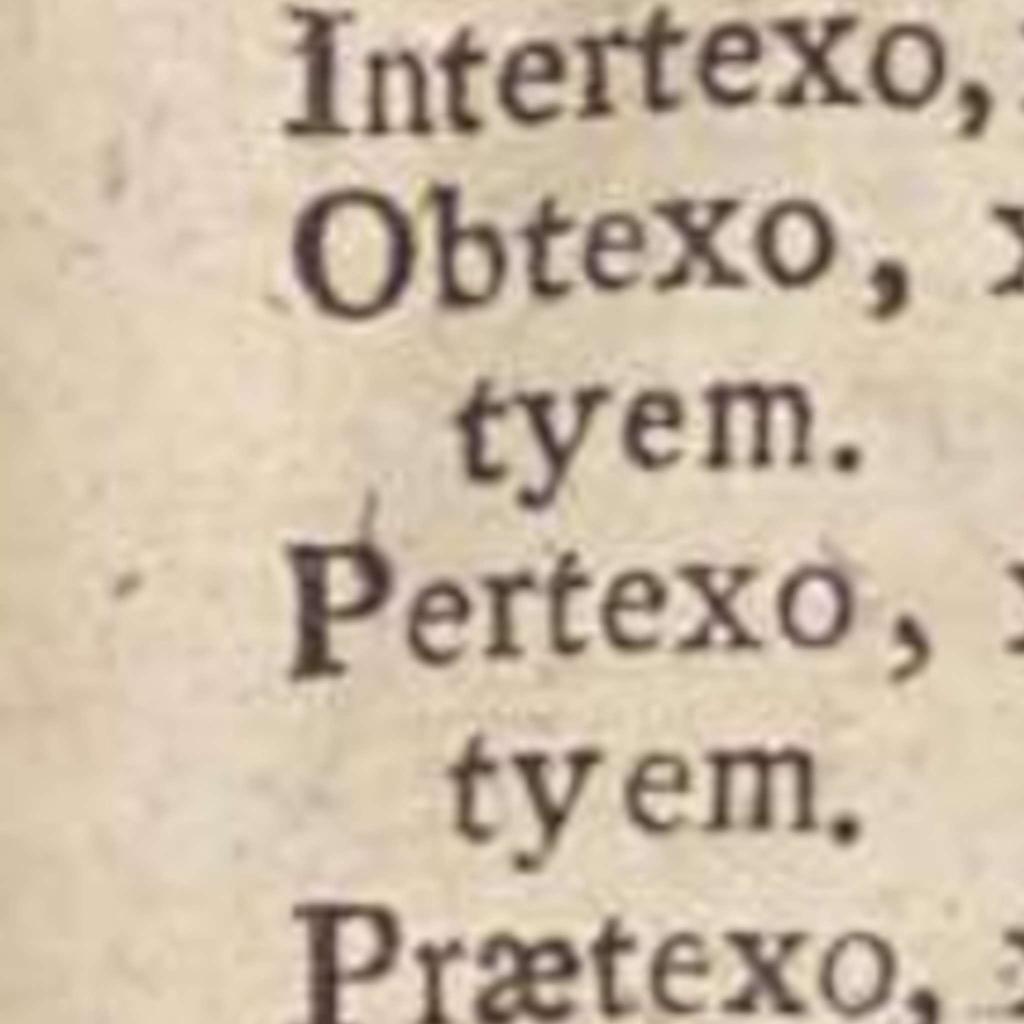 Intertexo,
Obtexo, x
tyem.
Pertexo, x
tyem.
Prætexo, x